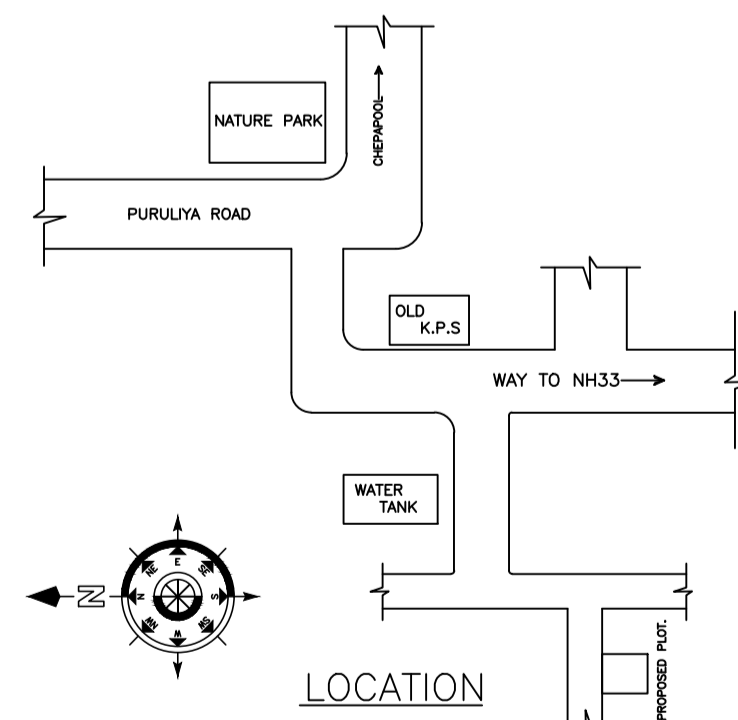 NATURE PARK
CHEPAPOOL
PURULIYA ROAD
OLD
K.P.S
WAY TO NH33
WATER
TANK
N
E
SE
S
SW
W
NW
N
NE
LOCATION
PROPOSED PLOT.